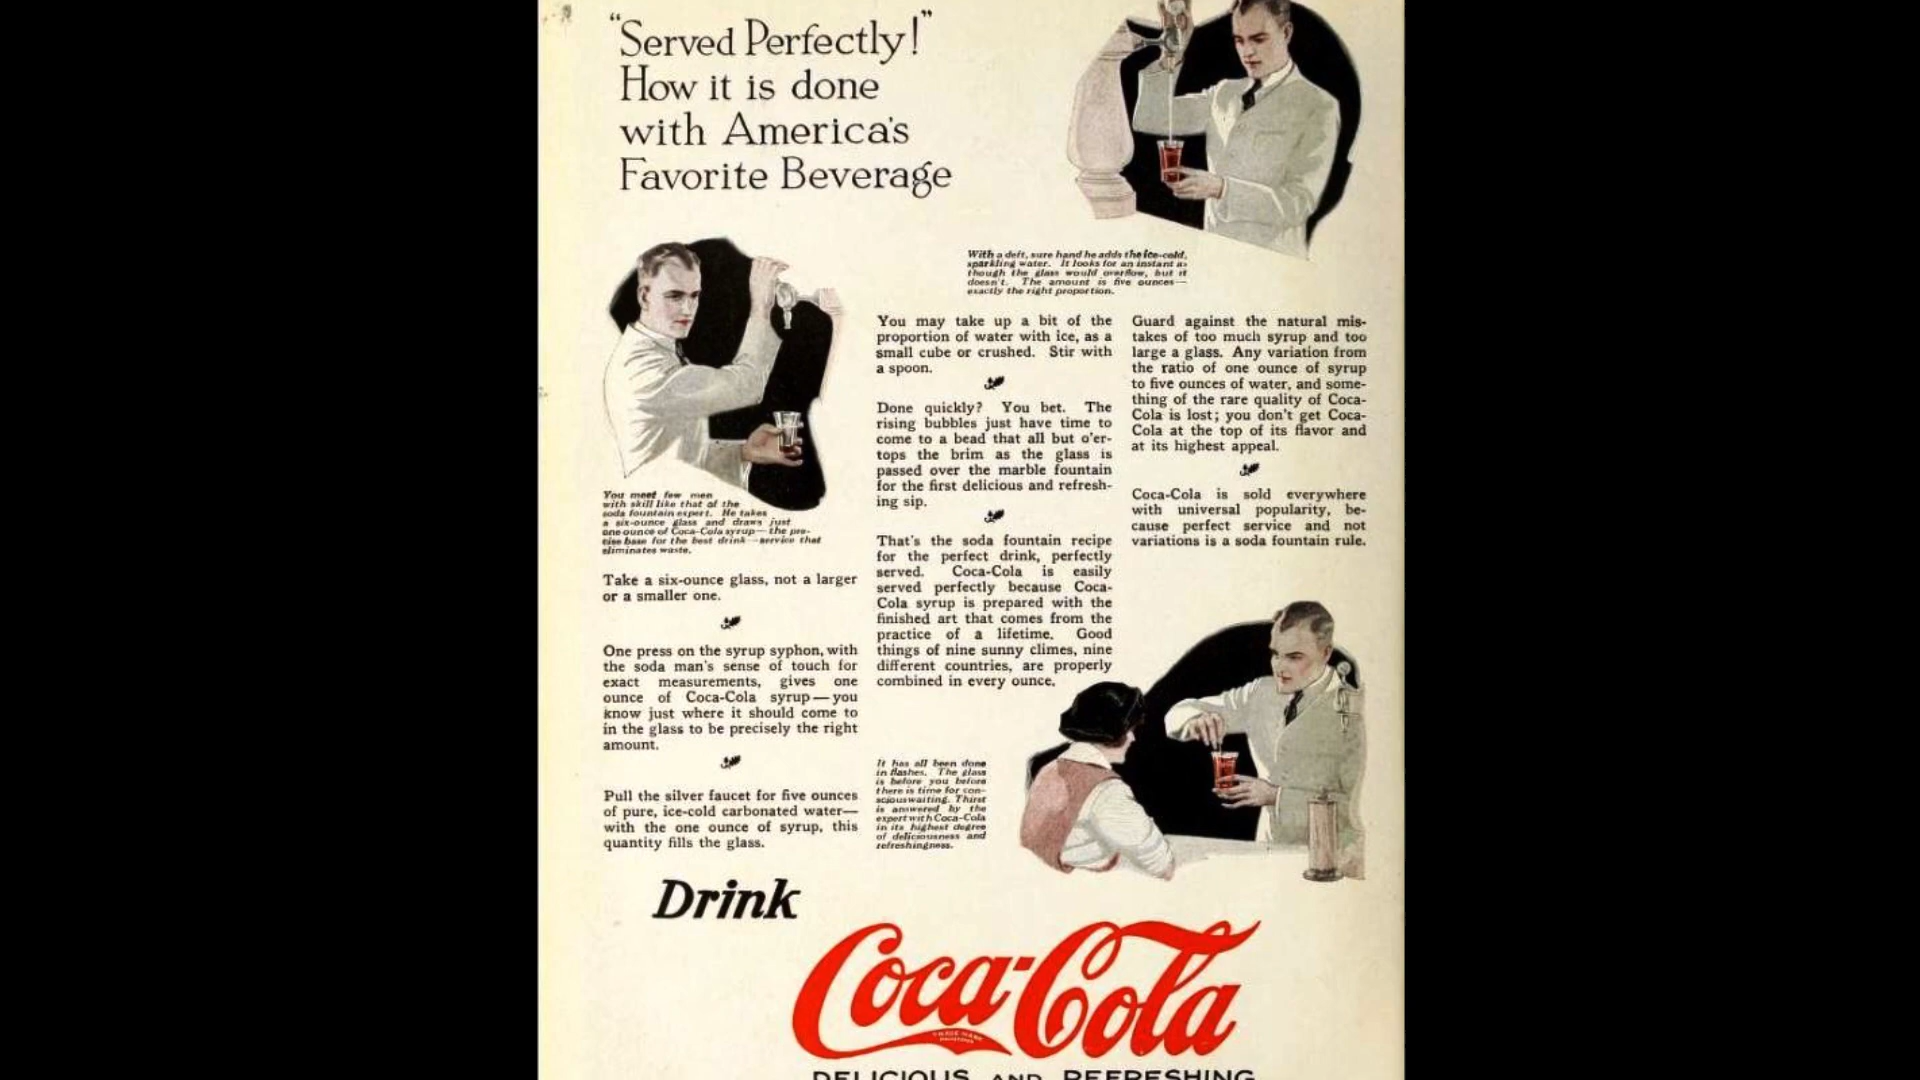 "Served Perfectly!"
How it is done
with America's
Favorite Beverage
With a deft, sure hand he adds the ice-cold,
sparkling water. It looks for an instant as
though the glass would overflow, but it
doesn't. The amount is five ounces—
exactly the right proportion.
You meet few men
with skill like that of the
soda fountain expert. He takes
a six-ounce glass and draws just
one ounce of Coca-Cola syrup—the pre-
cise base for the best drink—service that
eliminates waste.
Take a six-ounce glass, not a larger
or a smaller one.
One press on the syrup syphon, with
the soda man's sense of touch for
exact measurements, gives one
ounce of Coca-Cola syrup—you
know just where it should come to
in the glass to be precisely the right
amount.
Pull the silver faucet for five ounces
of pure, ice-cold carbonated water—
with the one ounce of syrup, this
quantity fills the glass.
You may take up a bit of the
proportion of water with ice, as a
small cube or crushed. Stir with
a spoon.
Done quickly? You bet. The
rising bubbles just have time to
come to a bead that all but o'er-
tops the brim as the glass is
passed over the marble fountain
for the first delicious and refresh-
ing sip.
That's the soda fountain recipe
for the perfect drink, perfectly
served. Coca-Cola is easily
served perfectly because Coca-
Cola syrup is prepared with the
finished art that comes from the
practice of a lifetime. Good
things of nine sunny climes, nine
different countries, are properly
combined in every ounce.
It has all been done
in flashes. The glass
is before you before
there is time for con-
scious waiting. Thirst
is answered by the
expert with Coca-Cola
in its highest degree
of deliciousness and
refreshingness.
Guard against the natural mis-
takes of too much syrup and too
large a glass. Any variation from
the ratio of one ounce of syrup
to five ounces of water, and some-
thing of the rare quality of Coca-
Cola is lost; you don't get Coca-
Cola at the top of its flavor and
at its highest appeal.
Coca-Cola is sold everywhere
with universal popularity, be-
cause perfect service and not
variations is a soda fountain rule.
Drink
Coca-Cola
TRADE MARK
DELICIOUS AND REFRESHING